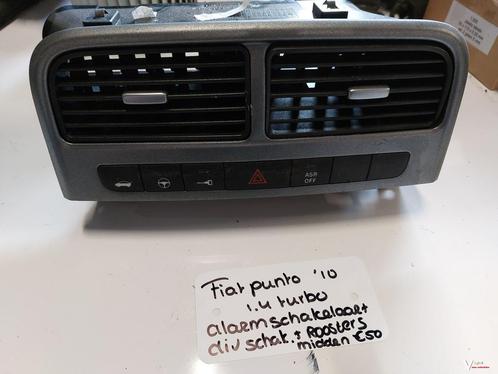 ASR
OFF
Fiat punto '10
1.4 turbo
alarmschakelaar +
div schak. + Roosters
midden €50